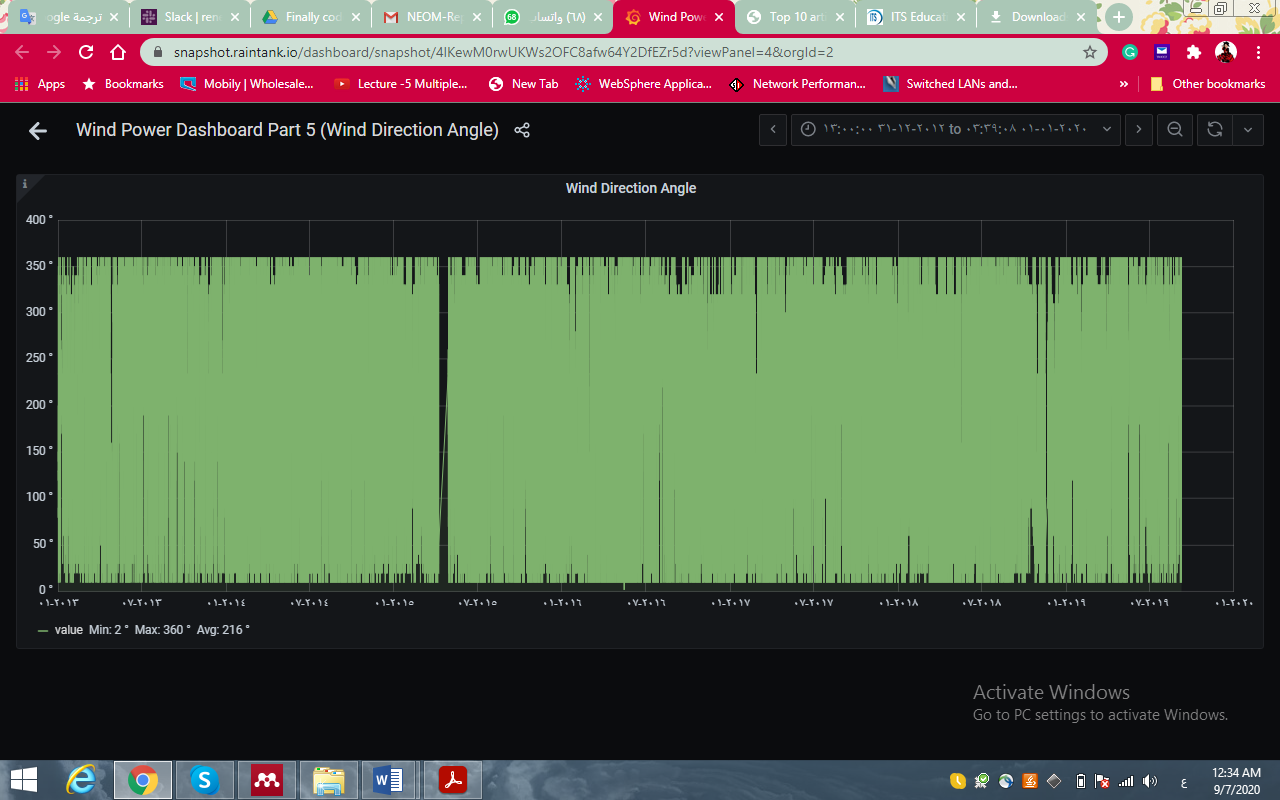 ترجمة Google
Slack | ren
Finally cod
NEOM-Re
(٦٨) واتساب
Wind Pow
Top 10 arti
ITS Educat
Download
snapshot.raintank.io/dashboard/snapshot/4IKewM0rwUKWs2OFC8afw64Y2DfEZr5d?viewPanel=4&orgId=2
Apps
Bookmarks
Mobily | Wholesale...
Lecture -5 Multiple...
New Tab
WebSphere Applica...
Network Performan...
Switched LANs and...
»
Other bookmarks
Wind Power Dashboard Part 5 (Wind Direction Angle)
١٣:٠٠:٠٠ ٣١-١٢-٢٠١٢ to ٠٣:٣٩:٠٨ ٠١-٠١-٢٠٢٠
Wind Direction Angle
400 °
350 °
300 °
250 °
200 °
150 °
100 °
50 °
0 °
٠١-٢٠١٣ ٠٧-٢٠١٣ ٠١-٢٠١٤ ٠٧-٢٠١٤ ٠١-٢٠١٥ ٠٧-٢٠١٥ ٠١-٢٠١٦ ٠٧-٢٠١٦ ٠١-٢٠١٧ ٠٧-٢٠١٧ ٠١-٢٠١٨ ٠٧-٢٠١٨ ٠١-٢٠١٩ ٠٧-٢٠١٩ ٠١-٢٠٢٠
value Min: 2 ° Max: 360 ° Avg: 216 °
Activate Windows
Go to PC settings to activate Windows.
ع
12:34 AM
9/7/2020